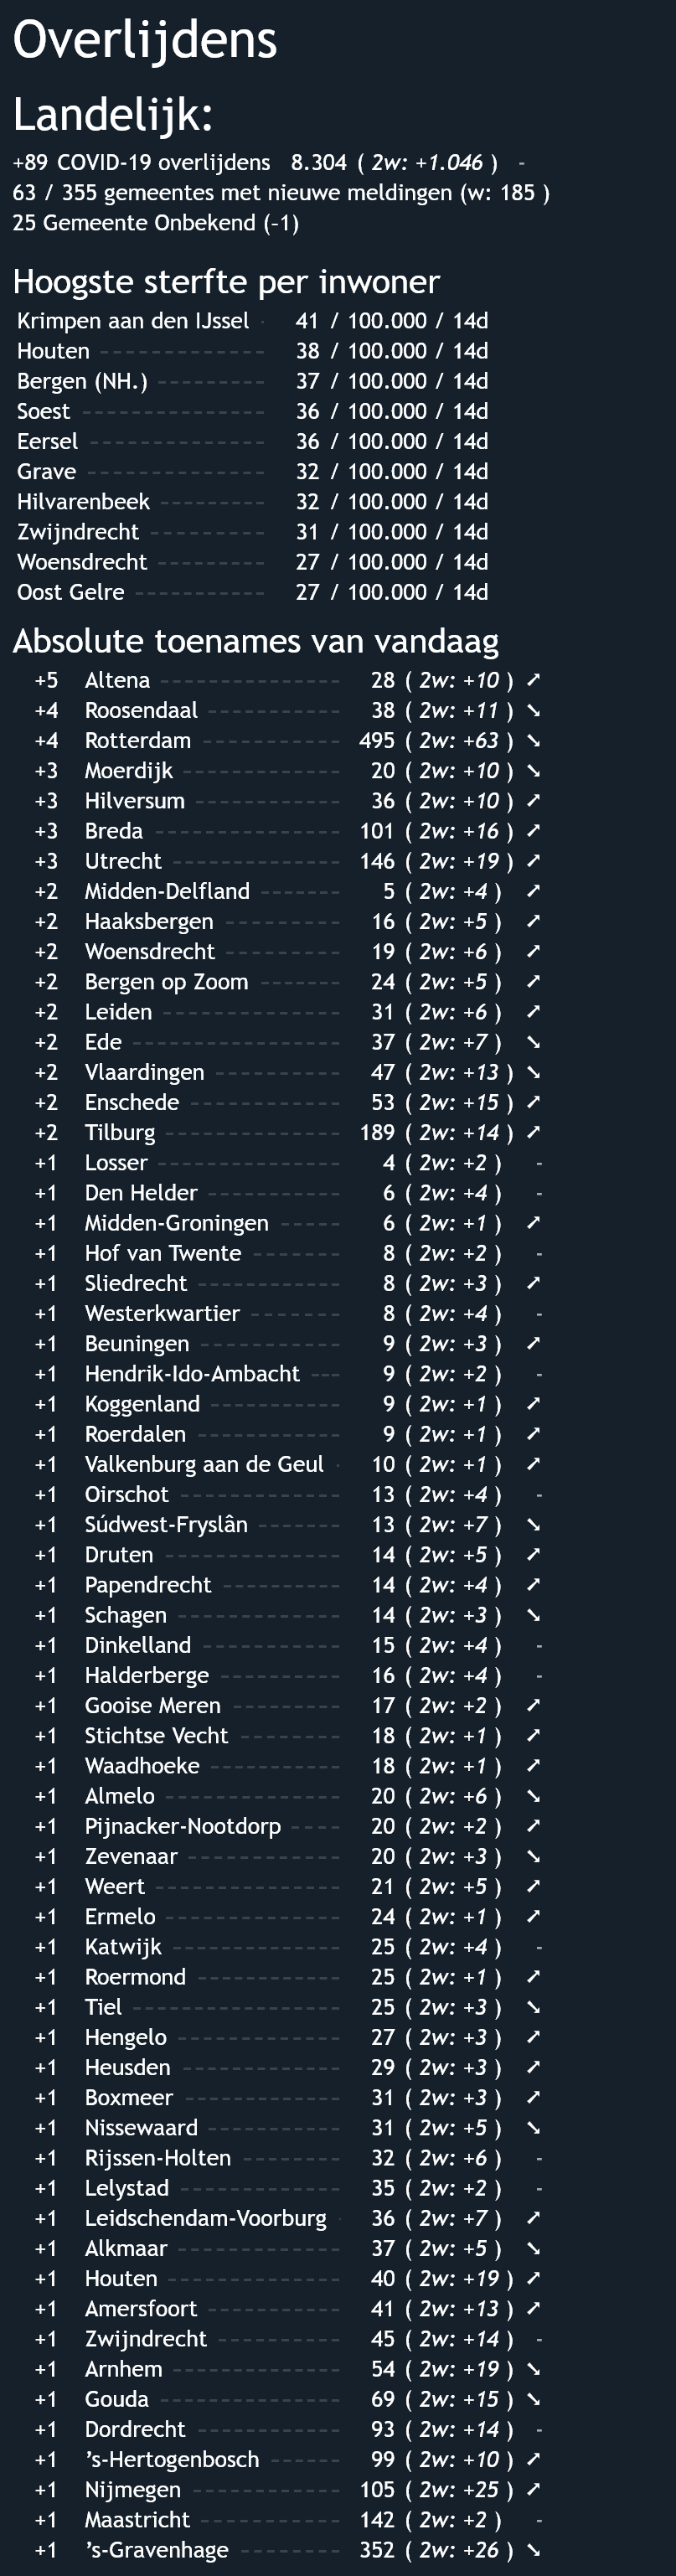 Overlijdens
Landelijk:
+89 COVID-19 overlijdens 8.304 ( 2w: +1.046 ) -
63 / 355 gemeentes met nieuwe meldingen (w: 185 )
25 Gemeente Onbekend (-1)
Hoogste sterfte per inwoner
Krimpen aan den IJssel - 41 / 100.000 / 14d
Houten ----------- 38 / 100.000 / 14d
Bergen (NH.) ------- 37 / 100.000 / 14d
Soest ------------ 36 / 100.000 / 14d
Eersel ------------ 36 / 100.000 / 14d
Grave ------------ 32 / 100.000 / 14d
Hilvarenbeek ------- 32 / 100.000 / 14d
Zwijndrecht -------- 31 / 100.000 / 14d
Woensdrecht ------- 27 / 100.000 / 14d
Oost Gelre --------- 27 / 100.000 / 14d
Absolute toenames van vandaag
+5 Altena ------------ 28 ( 2w: +10 ) ➚
+4 Roosendaal --------- 38 ( 2w: +11 ) ➘
+4 Rotterdam --------- 495 ( 2w: +63 ) ➘
+3 Moerdijk ---------- 20 ( 2w: +10 ) ➘
+3 Hilversum ---------- 36 ( 2w: +10 ) ➚
+3 Breda ------------ 101 ( 2w: +16 ) ➚
+3 Utrecht ----------- 146 ( 2w: +19 ) ➚
+2 Midden-Delfland ----- 5 ( 2w: +4 ) ➚
+2 Haaksbergen ------- 16 ( 2w: +5 ) ➚
+2 Woensdrecht ------- 19 ( 2w: +6 ) ➚
+2 Bergen op Zoom ----- 24 ( 2w: +5 ) ➚
+2 Leiden ------------ 31 ( 2w: +6 ) ➚
+2 Ede -------------- 37 ( 2w: +7 ) ➘
+2 Vlaardingen -------- 47 ( 2w: +13 ) ➘
+2 Enschede ---------- 53 ( 2w: +15 ) ➚
+2 Tilburg ----------- 189 ( 2w: +14 ) ➚
+1 Losser ------------ 4 ( 2w: +2 ) -
+1 Den Helder --------- 6 ( 2w: +4 ) -
+1 Midden-Groningen ---- 6 ( 2w: +1 ) ➚
+1 Hof van Twente ------ 8 ( 2w: +2 ) -
+1 Sliedrecht --------- 8 ( 2w: +3 ) ➚
+1 Westerkwartier ------ 8 ( 2w: +4 ) -
+1 Beuningen ---------- 9 ( 2w: +3 ) ➚
+1 Hendrik-Ido-Ambacht -- 9 ( 2w: +2 ) -
+1 Koggenland --------- 9 ( 2w: +1 ) ➚
+1 Roerdalen ---------- 9 ( 2w: +1 ) ➚
+1 Valkenburg aan de Geul - 10 ( 2w: +1 ) ➚
+1 Oirschot ----------- 13 ( 2w: +4 ) -
+1 Súdwest-Fryslân ----- 13 ( 2w: +7 ) ➘
+1 Druten ------------ 14 ( 2w: +5 ) ➚
+1 Papendrecht -------- 14 ( 2w: +4 ) ➚
+1 Schagen ----------- 14 ( 2w: +3 ) ➘
+1 Dinkelland --------- 15 ( 2w: +4 ) -
+1 Halderberge -------- 16 ( 2w: +4 ) -
+1 Gooise Meren ------- 17 ( 2w: +2 ) ➚
+1 Stichtse Vecht ------- 18 ( 2w: +1 ) ➚
+1 Waadhoeke --------- 18 ( 2w: +1 ) ➚
+1 Almelo ------------ 20 ( 2w: +6 ) ➘
+1 Pijnacker-Nootdorp --- 20 ( 2w: +2 ) ➚
+1 Zevenaar ---------- 20 ( 2w: +3 ) ➘
+1 Weert ------------ 21 ( 2w: +5 ) ➚
+1 Ermelo ------------ 24 ( 2w: +1 ) ➚
+1 Katwijk ----------- 25 ( 2w: +4 ) -
+1 Roermond ---------- 25 ( 2w: +1 ) ➚
+1 Tiel -------------- 25 ( 2w: +3 ) ➘
+1 Hengelo ----------- 27 ( 2w: +3 ) ➚
+1 Heusden ----------- 29 ( 2w: +3 ) ➚
+1 Boxmeer ----------- 31 ( 2w: +3 ) ➚
+1 Nissewaard --------- 31 ( 2w: +5 ) ➘
+1 Rijssen-Holten ------ 32 ( 2w: +6 ) -
+1 Lelystad ----------- 35 ( 2w: +2 ) -
+1 Leidschendam-Voorburg - 36 ( 2w: +7 ) ➚
+1 Alkmaar ----------- 37 ( 2w: +5 ) ➘
+1 Houten ------------ 40 ( 2w: +19 ) ➚
+1 Amersfoort --------- 41 ( 2w: +13 ) ➚
+1 Zwijndrecht -------- 45 ( 2w: +14 ) -
+1 Arnhem ----------- 54 ( 2w: +19 ) ➘
+1 Gouda ------------ 69 ( 2w: +15 ) ➘
+1 Dordrecht ---------- 93 ( 2w: +14 ) -
+1 ’s-Hertogenbosch ----- 99 ( 2w: +10 ) ➚
+1 Nijmegen ---------- 105 ( 2w: +25 ) ➚
+1 Maastricht --------- 142 ( 2w: +2 ) -
+1 ’s-Gravenhage ------- 352 ( 2w: +26 ) ➘